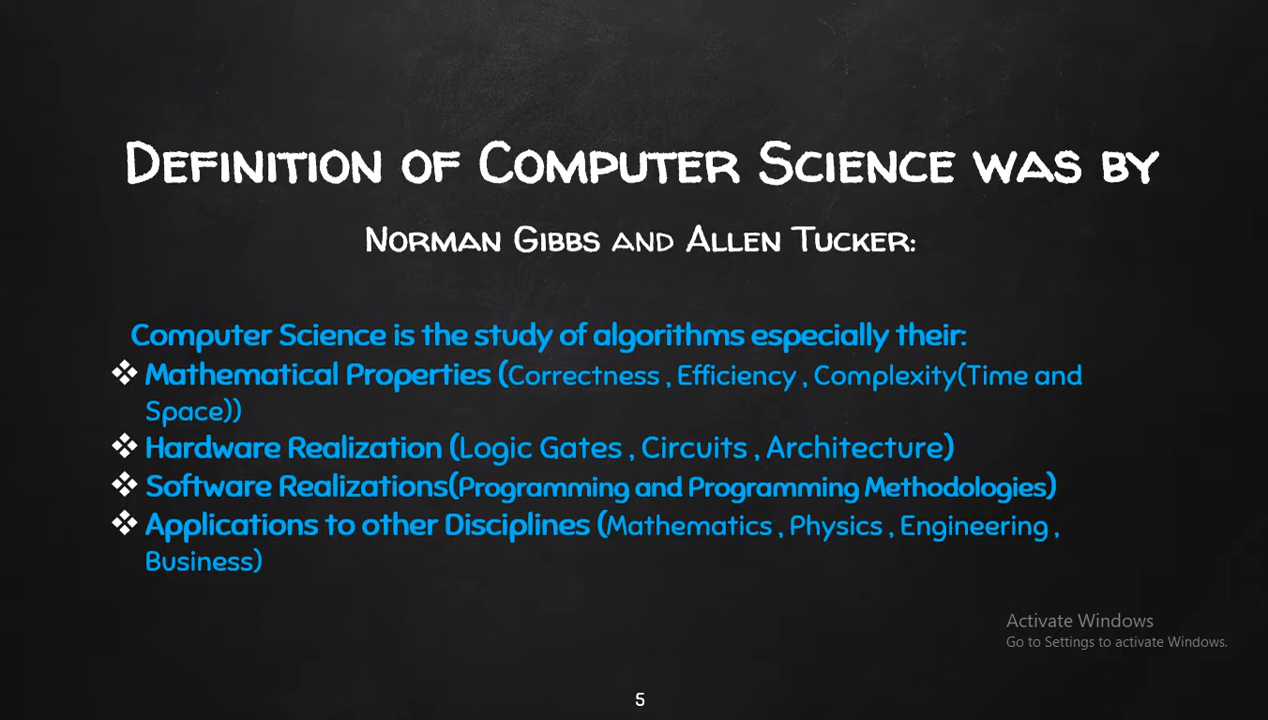 Definition of Computer Science was by
Norman Gibbs and Allen Tucker:
Computer Science is the study of algorithms especially their:
❖ Mathematical Properties (Correctness , Efficiency , Complexity(Time and
Space))
❖ Hardware Realization (Logic Gates , Circuits , Architecture)
❖ Software Realizations(Programming and Programming Methodologies)
❖ Applications to other Disciplines (Mathematics , Physics , Engineering ,
Business)
Activate Windows
Go to Settings to activate Windows.
5